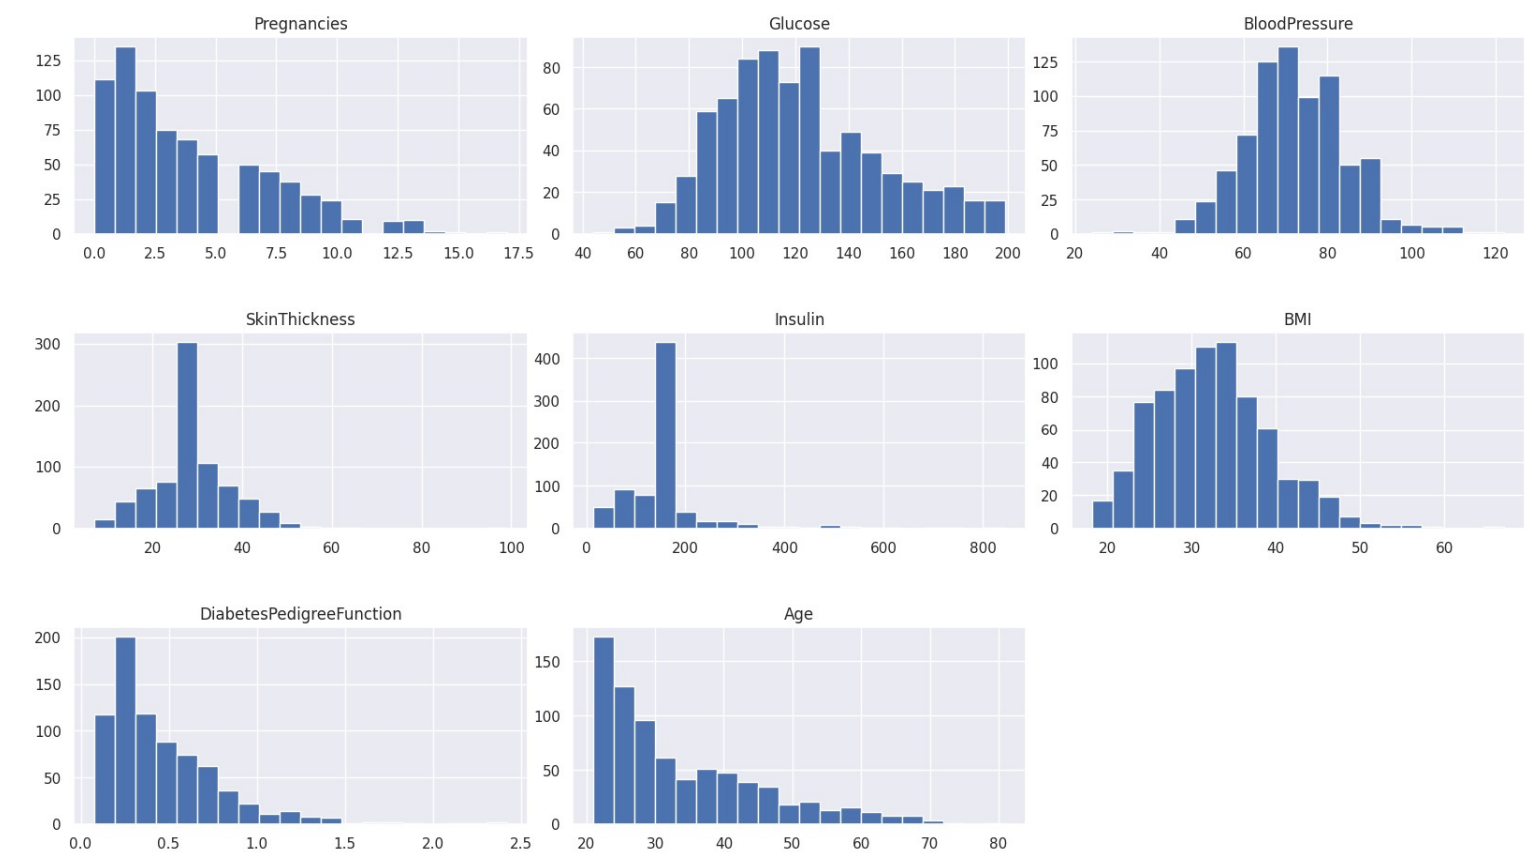 Pregnancies
125
100
75
50
25
0
0.0 2.5 5.0 7.5 10.0 12.5 15.0 17.5
Glucose
80
60
40
20
0
40 60 80 100 120 140 160 180 200
BloodPressure
125
100
75
50
25
0
20 40 60 80 100 120
SkinThickness
300
200
100
0
20 40 60 80 100
Insulin
400
300
200
100
0
0 200 400 600 800
BMI
100
80
60
40
20
0
20 30 40 50 60
DiabetesPedigreeFunction
200
150
100
50
0
0.0 0.5 1.0 1.5 2.0 2.5
Age
150
100
50
0
20 30 40 50 60 70 80